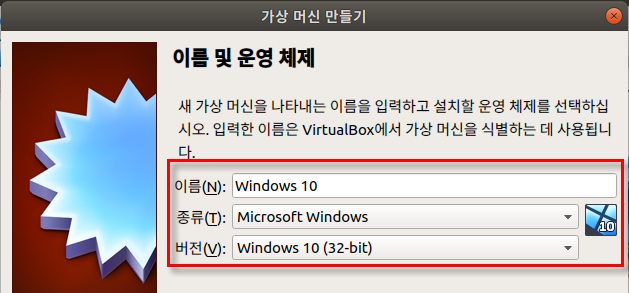 가상 머신 만들기
이름 및 운영 체제
새 가상 머신을 나타내는 이름을 입력하고 설치할 운영 체제를 선택하십
시오. 입력한 이름은 VirtualBox에서 가상 머신을 식별하는 데 사용됩니
다.
이름(N): Windows 10
종류(T): Microsoft Windows
10
버전(V): Windows 10 (32-bit)